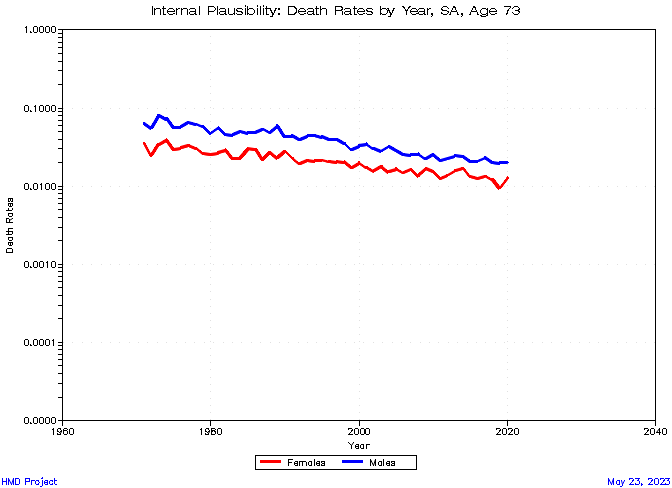 Internal Plausibility: Death Rates by Year, SA, Age 73
1.0000
0.1000
0.0100
0.0010
0.0001
0.0000
Death Rates
1960 1980 2000 2020 2040
Year
Females Males
HMD Project May 23, 2023